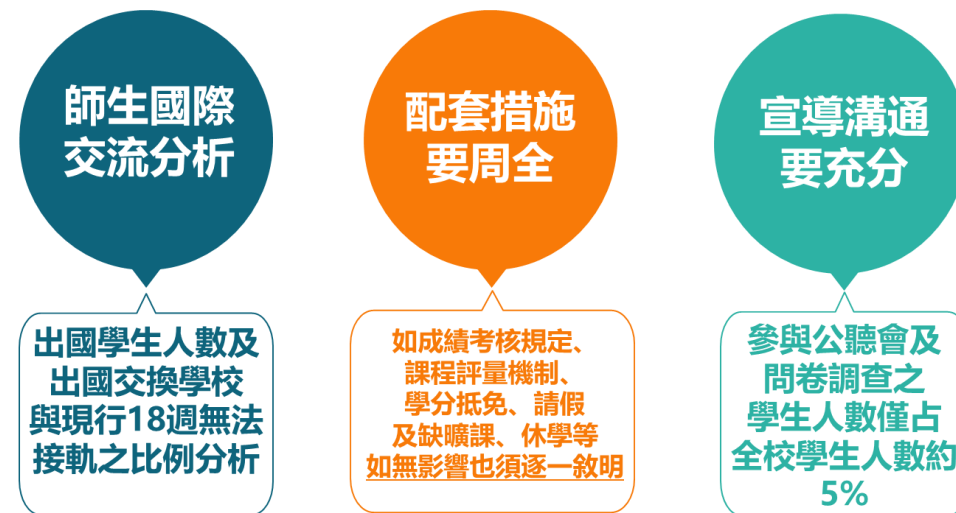 師生國際
交流分析
出國學生人數及
出國交換學校
與現行18週無法
接軌之比例分析
配套措施
要周全
如成績考核規定、
課程評量機制、
學分抵免、請假
及缺曠課、休學等
如無影響也須逐一敘明
宣導溝通
要充分
參與公聽會及
問卷調查之
學生人數僅占
全校學生人數約
5%